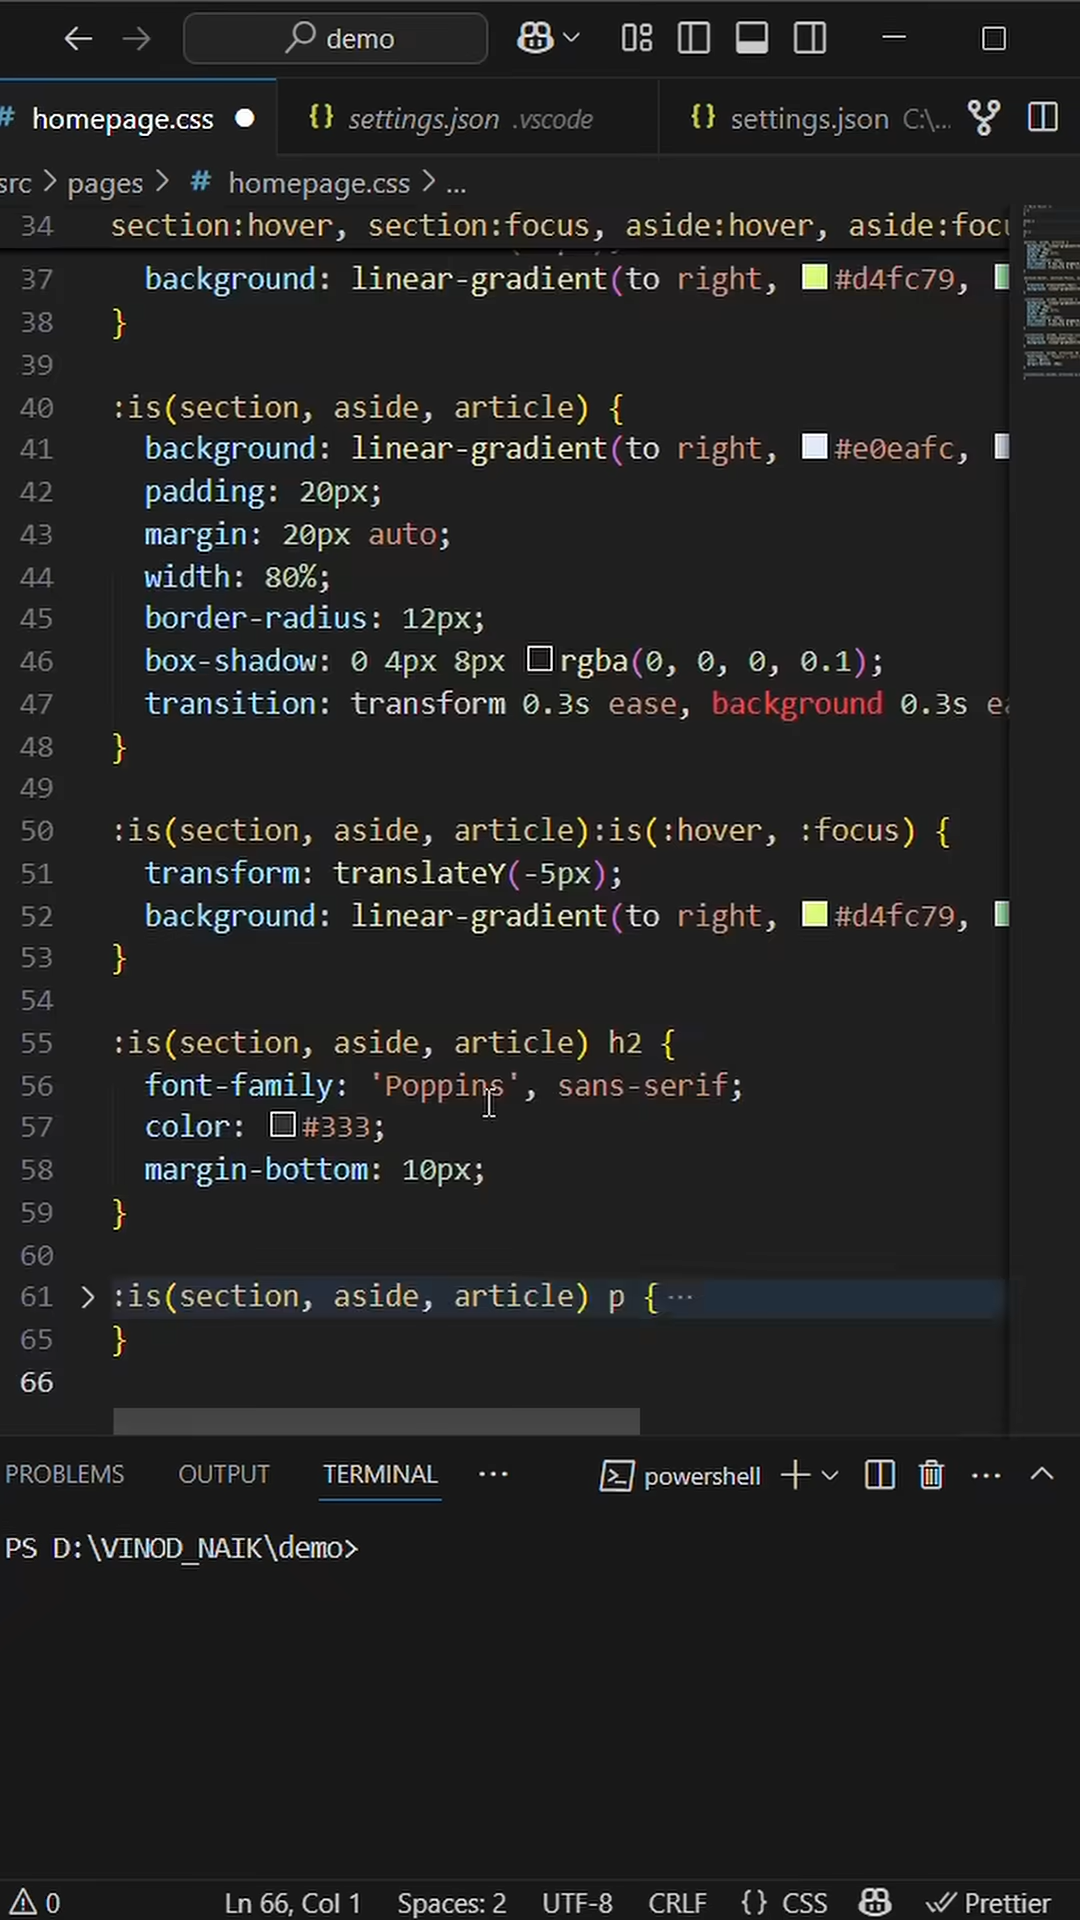 demo
# homepage.css ● {} settings.json .vscode {} settings.json C:\...
src > pages > # homepage.css > ...
34 section:hover, section:focus, aside:hover, aside:focu
37 background: linear-gradient(to right, #d4fc79,
38 }
39
40 :is(section, aside, article) {
41 background: linear-gradient(to right, #e0eafc,
42 padding: 20px;
43 margin: 20px auto;
44 width: 80%;
45 border-radius: 12px;
46 box-shadow: 0 4px 8px rgba(0, 0, 0, 0.1);
47 transition: transform 0.3s ease, background 0.3s ea
48 }
49
50 :is(section, aside, article):is(:hover, :focus) {
51 transform: translateY(-5px);
52 background: linear-gradient(to right, #d4fc79,
53 }
54
55 :is(section, aside, article) h2 {
56 font-family: 'Poppins', sans-serif;
57 color: #333;
58 margin-bottom: 10px;
59 }
60
61 > :is(section, aside, article) p { ...
65 }
66
PROBLEMS OUTPUT TERMINAL ... powershell
PS D:\VINOD_NAIK\demo>
0 Ln 66, Col 1 Spaces: 2 UTF-8 CRLF {} CSS Prettier